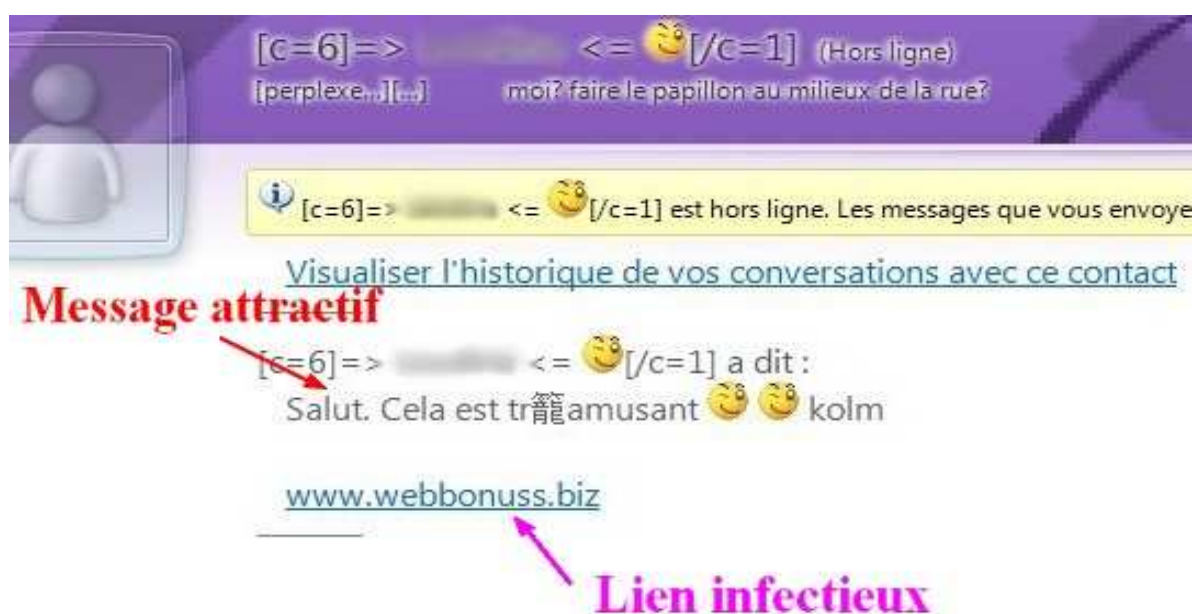 [c=6]=> <= [/c=1] (Hors ligne)
[perplexe...][...] moi? faire le papillon au milieux de la rue?
[c=6]=> <= [/c=1] est hors ligne. Les messages que vous envoye
Visualiser l'historique de vos conversations avec ce contact
Message attractif
[c=6]=> <= [/c=1] a dit :
Salut. Cela est tr籠amusant kolm
www.webbonuss.biz
Lien infectieux